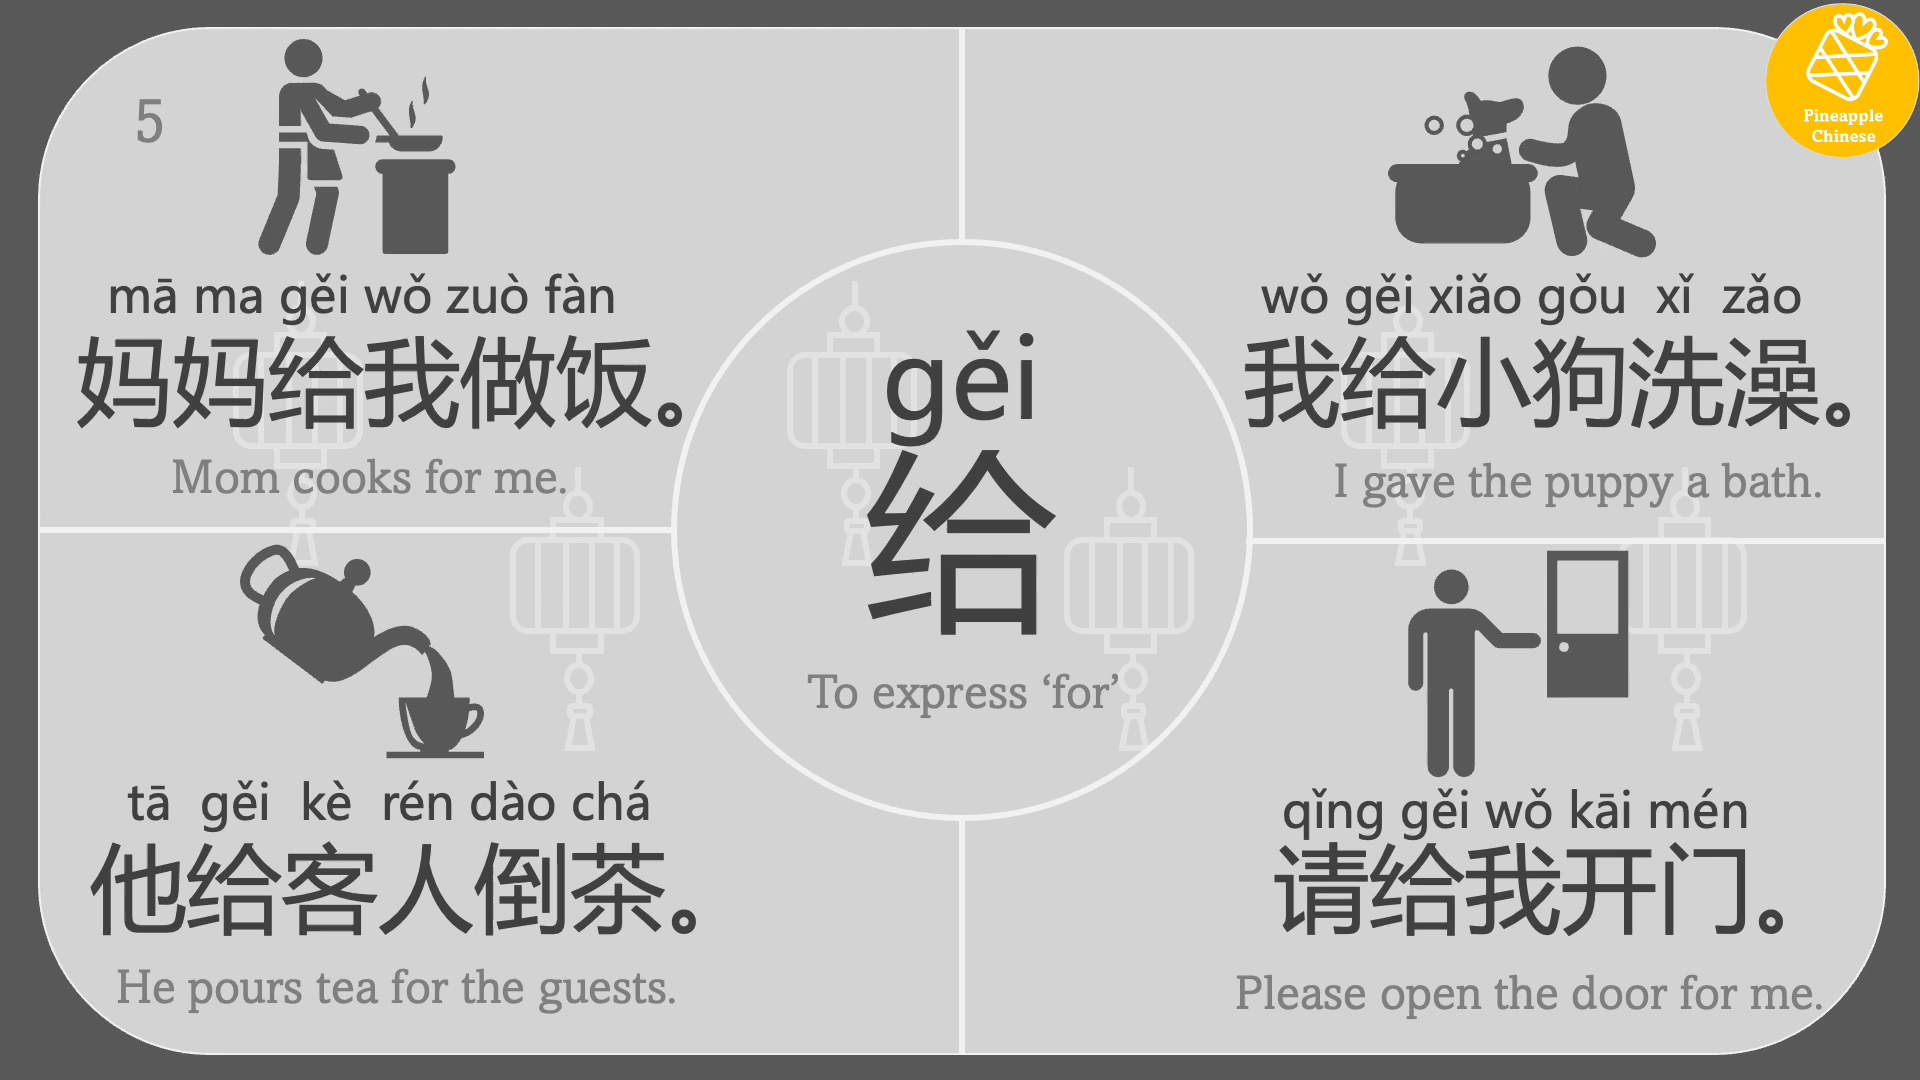 5
mā ma gěi wǒ zuò fàn
妈妈给我做饭。
Mom cooks for me.
wǒ gěi xiǎo gǒu xǐ zǎo
我给小狗洗澡。
I gave the puppy a bath.
Pineapple
Chinese
gěi
给
To express ‘for’
tā gěi kè rén dào chá
他给客人倒茶。
He pours tea for the guests.
qǐng gěi wǒ kāi mén
请给我开门。
Please open the door for me.